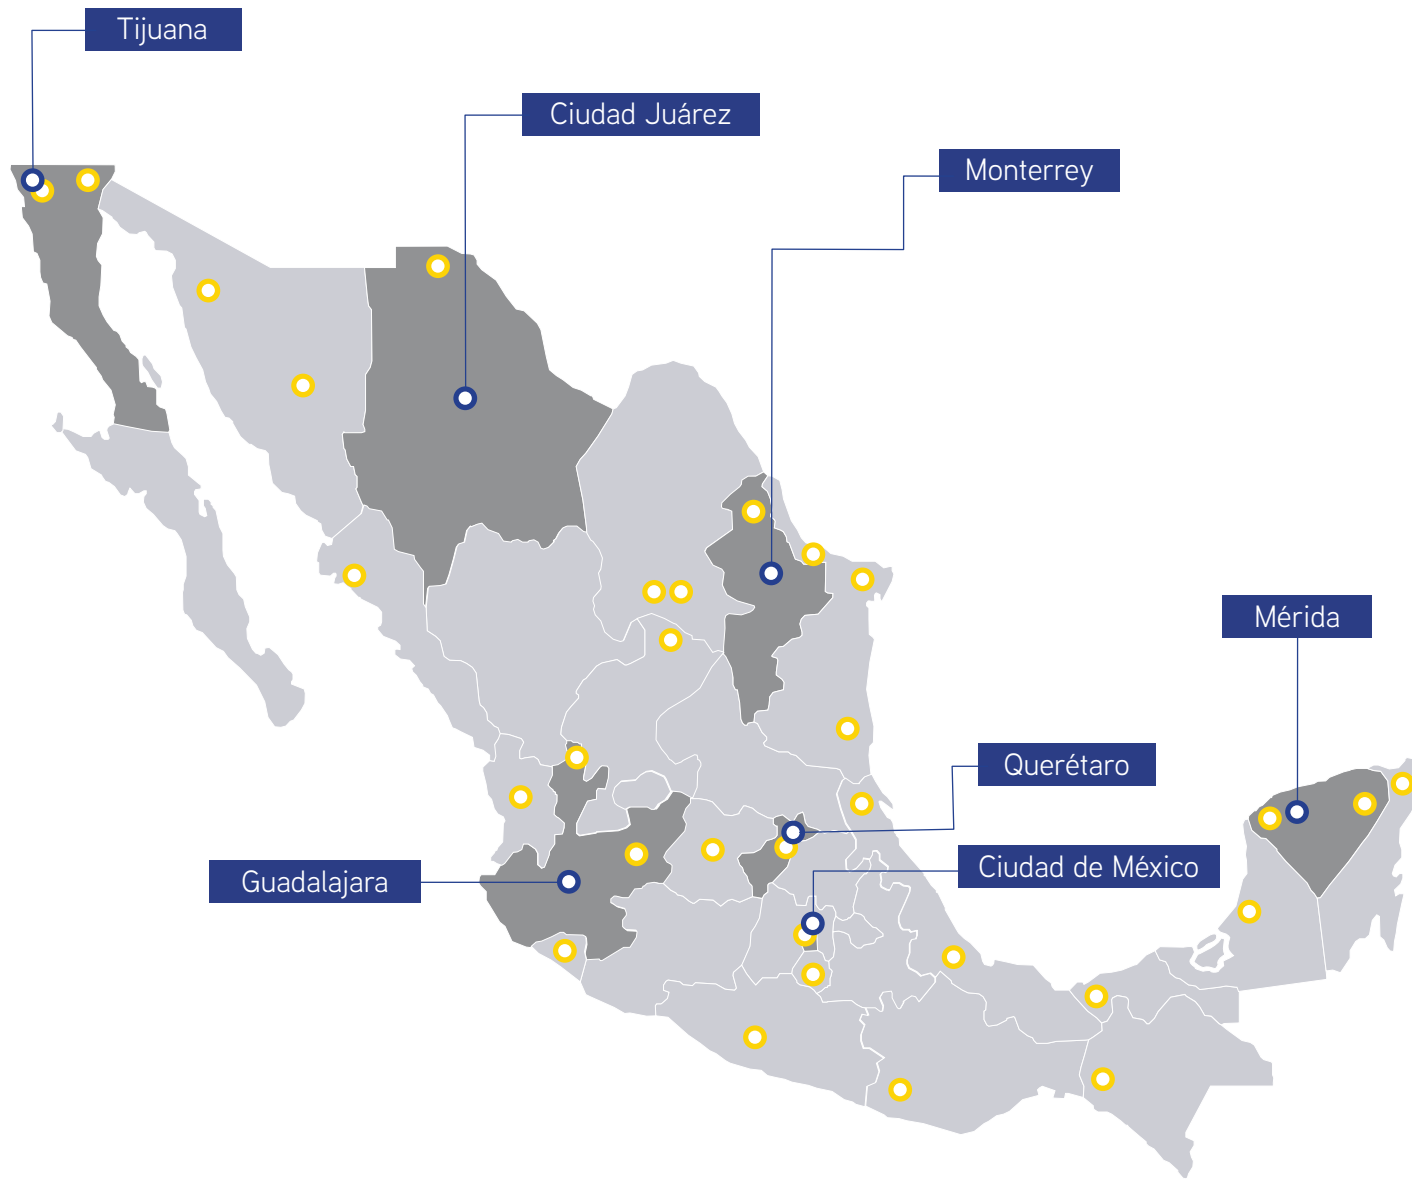 Tijuana
Ciudad Juárez
Monterrey
Mérida
Querétaro
Ciudad de México
Guadalajara